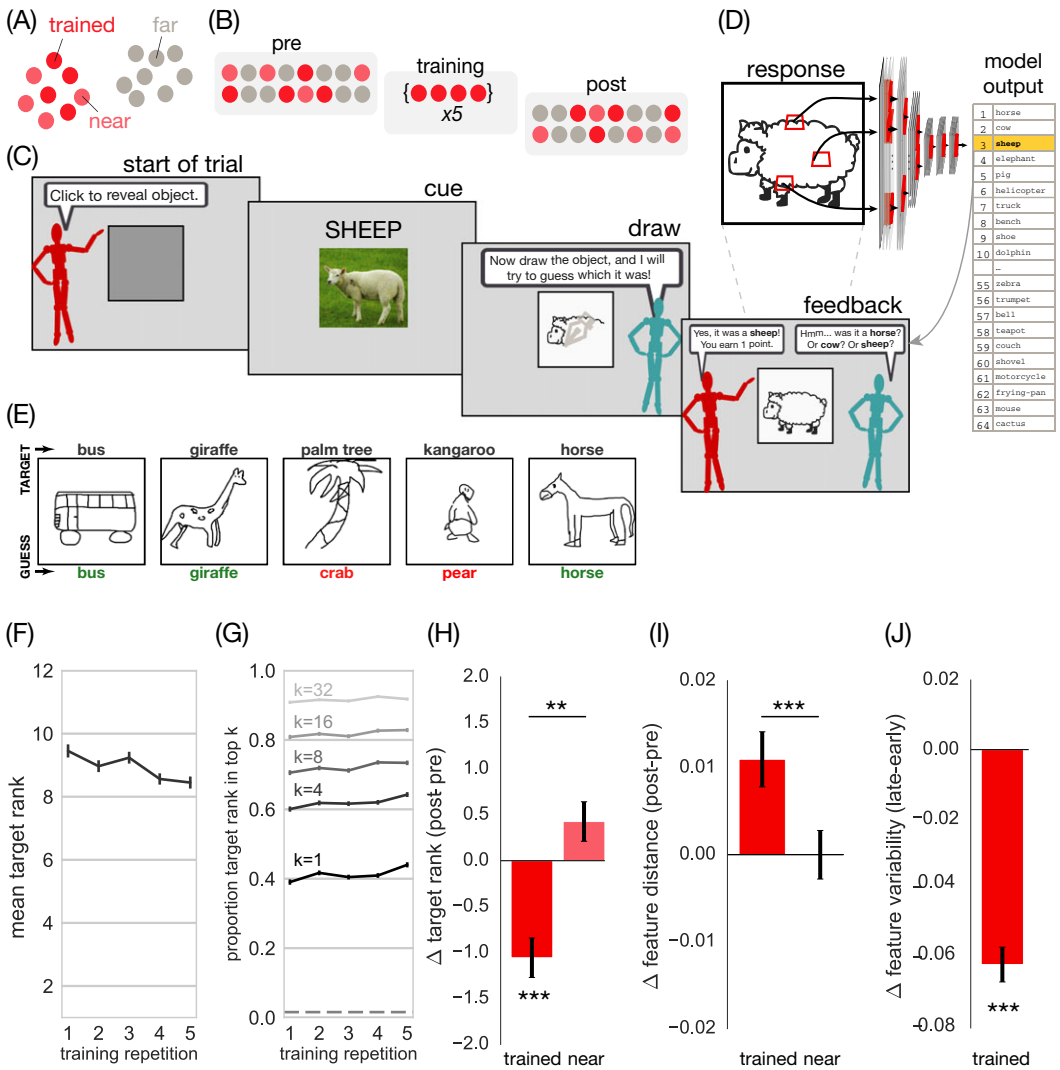 (A)
trained
far
near
(B)
pre
training
{ }
x5
post
(C)
start of trial
Click to reveal object.
cue
SHEEP
draw
Now draw the object, and I will
try to guess which it was!
feedback
Yes, it was a sheep!
You earn 1 point.
Hmm... was it a horse?
Or cow? Or sheep?
(D)
response
model
output
1 horse
2 cow
3 sheep
4 elephant
5 pig
6 helicopter
7 truck
8 bench
9 shoe
10 dolphin
…
55 zebra
56 trumpet
57 bell
58 teapot
59 couch
60 shovel
61 motorcycle
62 frying-pan
63 mouse
64 cactus
(E)
TARGET
bus giraffe palm tree kangaroo horse
GUESS
bus giraffe crab pear horse
(F)
mean target rank
12
10
8
6
4
2
1 2 3 4 5
training repetition
(G)
proportion target rank in top k
1.0
0.8
0.6
0.4
0.2
0.0
k=32
k=16
k=8
k=4
k=1
1 2 3 4 5
training repetition
(H)
Δ target rank (post-pre)
2.0
1.5
1.0
0.5
0.0
−0.5
−1.0
−1.5
−2.0
**
***
trained near
(I)
Δ feature distance (post-pre)
0.02
0.01
0.00
−0.01
−0.02
***
trained near
(J)
Δ feature variability (late-early)
0.02
0.00
−0.02
−0.04
−0.06
−0.08
***
trained